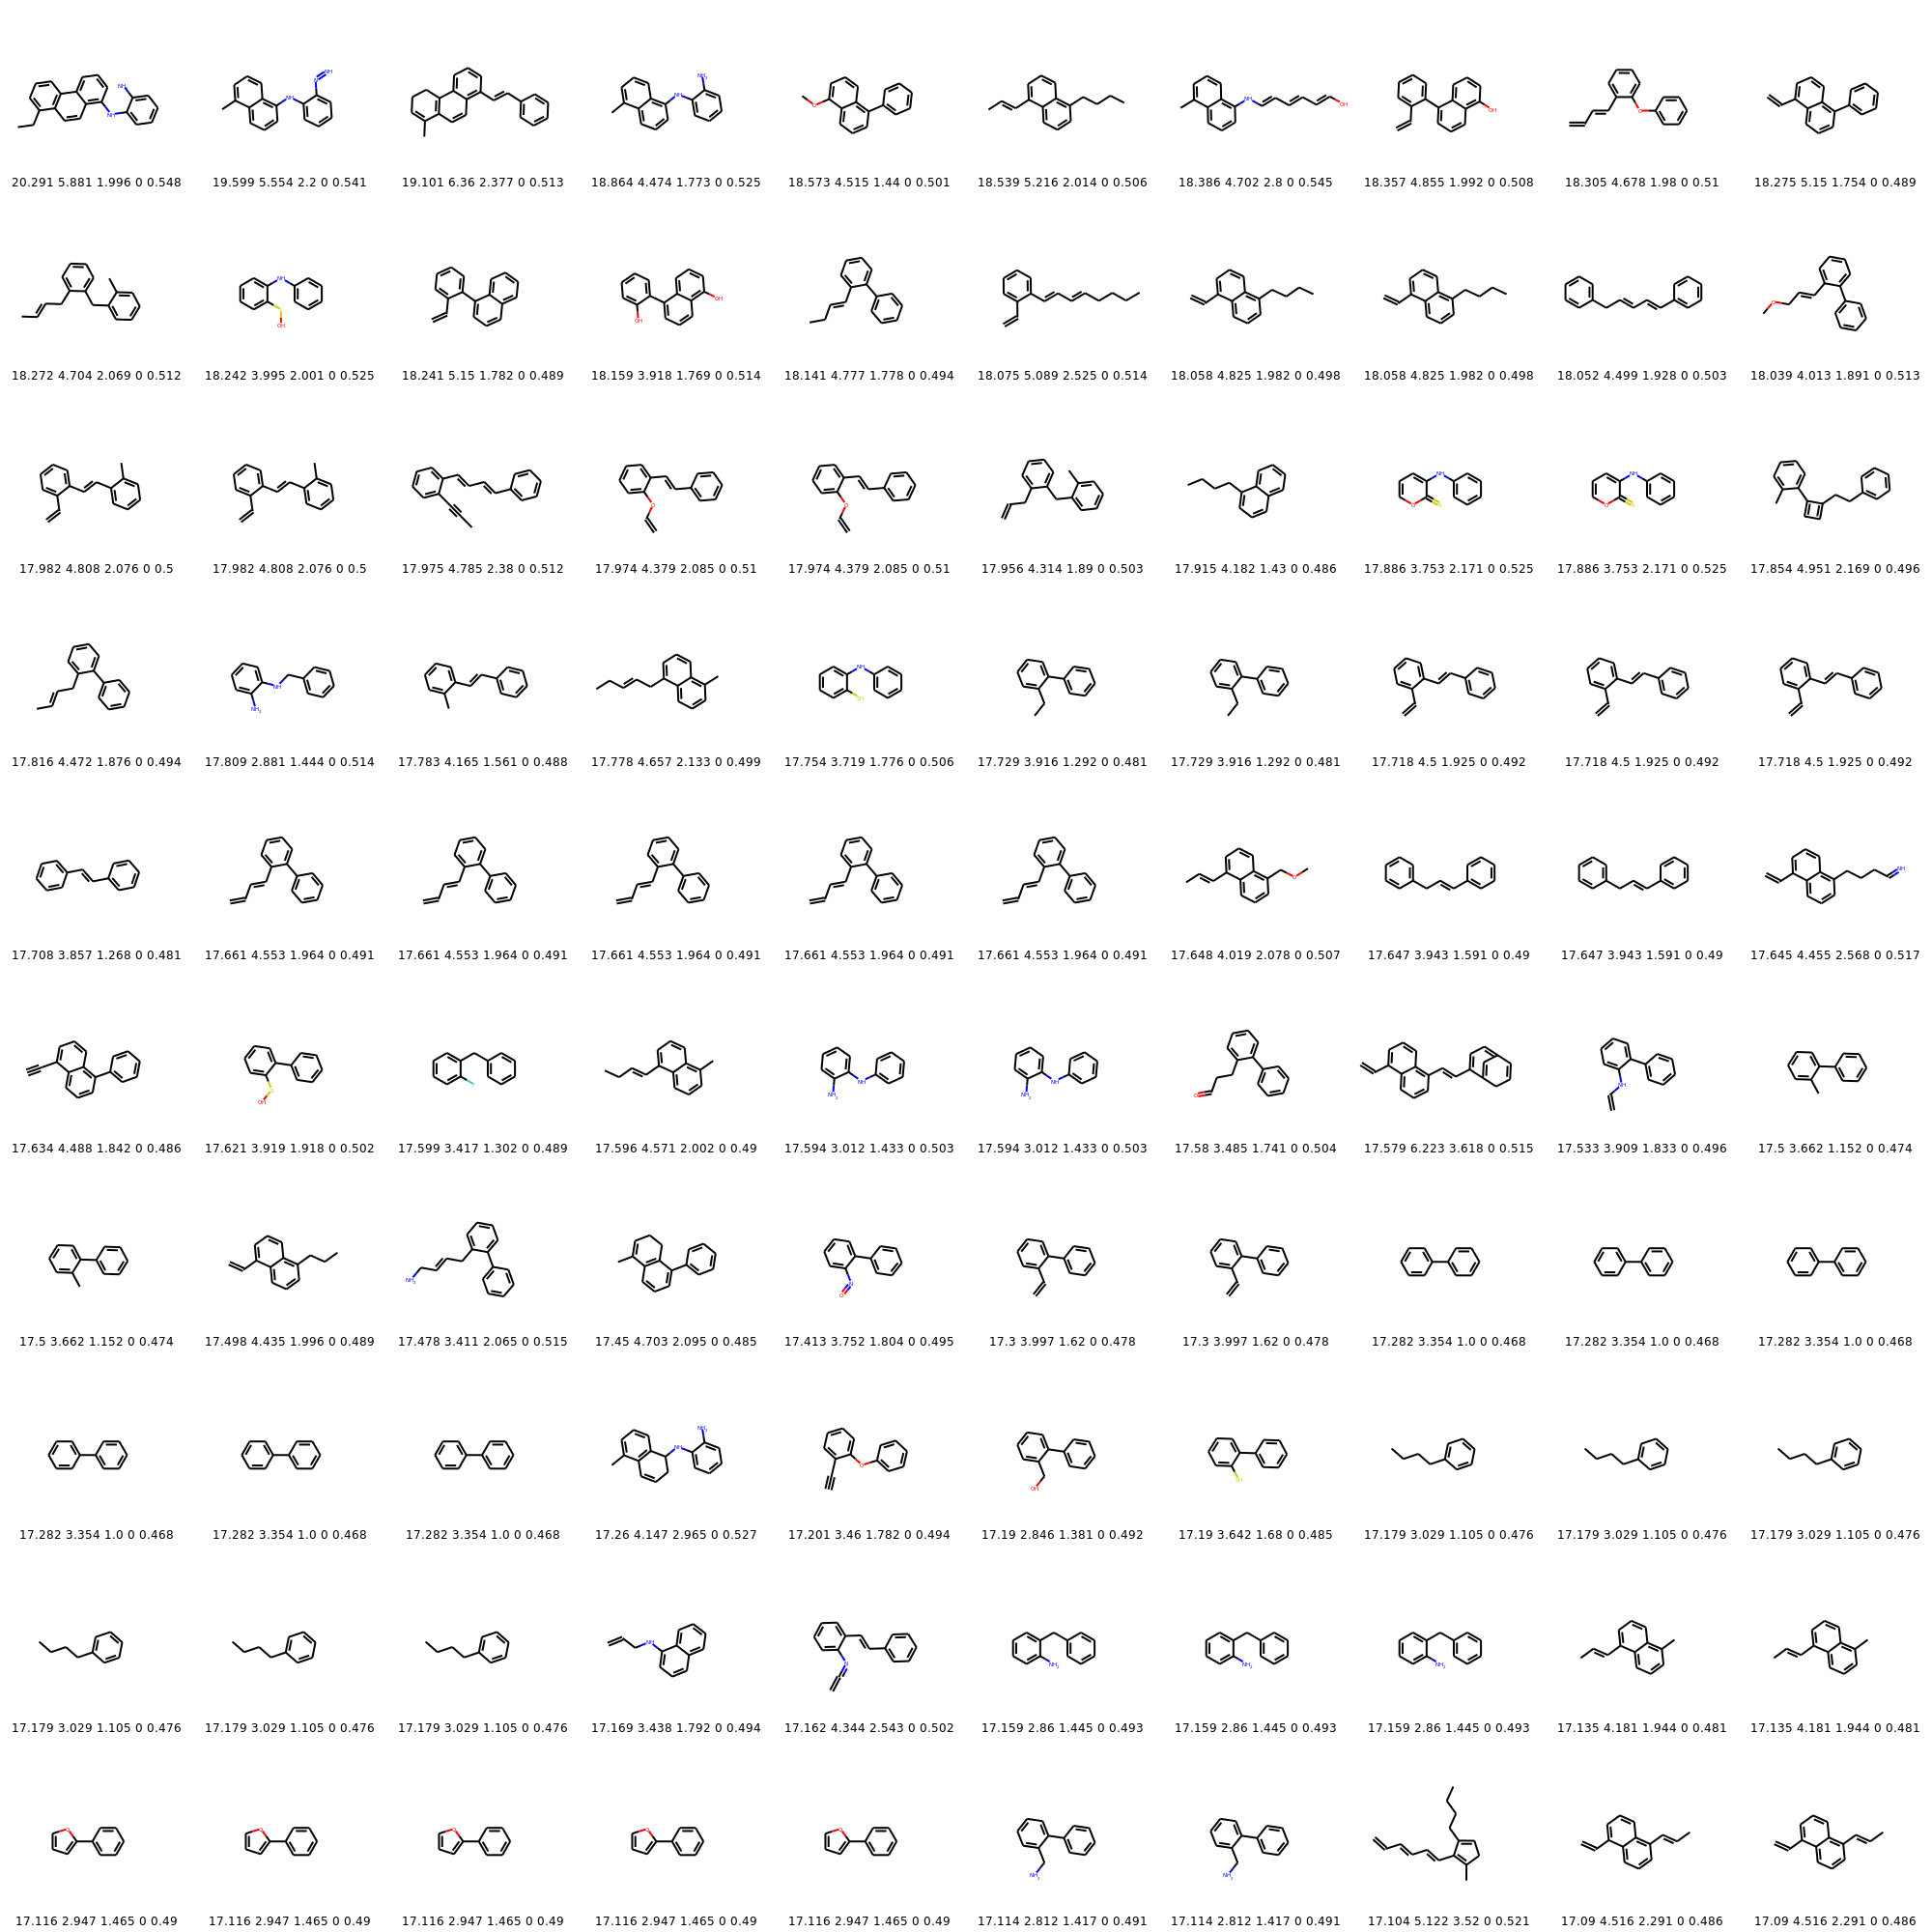 NH NH
N NH NH
NH NH₂
O
NH OH
OH
O
20.291 5.881 1.996 0 0.548 19.599 5.554 2.2 0 0.541 19.101 6.36 2.377 0 0.513 18.864 4.474 1.773 0 0.525 18.573 4.515 1.44 0 0.501 18.539 5.216 2.014 0 0.506 18.386 4.702 2.8 0 0.545 18.357 4.855 1.992 0 0.508 18.305 4.678 1.98 0 0.51 18.275 5.15 1.754 0 0.489
NH S OH
OH OH
O
18.272 4.704 2.069 0 0.512 18.242 3.995 2.001 0 0.525 18.241 5.15 1.782 0 0.489 18.159 3.918 1.769 0 0.514 18.141 4.777 1.778 0 0.494 18.075 5.089 2.525 0 0.514 18.058 4.825 1.982 0 0.498 18.058 4.825 1.982 0 0.498 18.052 4.499 1.928 0 0.503 18.039 4.013 1.891 0 0.513
O O NH O S NH O S
17.982 4.808 2.076 0 0.5 17.982 4.808 2.076 0 0.5 17.975 4.785 2.38 0 0.512 17.974 4.379 2.085 0 0.51 17.974 4.379 2.085 0 0.51 17.956 4.314 1.89 0 0.503 17.915 4.182 1.43 0 0.486 17.886 3.753 2.171 0 0.525 17.886 3.753 2.171 0 0.525 17.854 4.951 2.169 0 0.496
NH NH₂ NH SH
17.816 4.472 1.876 0 0.494 17.809 2.881 1.444 0 0.514 17.783 4.165 1.561 0 0.488 17.778 4.657 2.133 0 0.499 17.754 3.719 1.776 0 0.506 17.729 3.916 1.292 0 0.481 17.729 3.916 1.292 0 0.481 17.718 4.5 1.925 0 0.492 17.718 4.5 1.925 0 0.492 17.718 4.5 1.925 0 0.492
O NH
17.708 3.857 1.268 0 0.481 17.661 4.553 1.964 0 0.491 17.661 4.553 1.964 0 0.491 17.661 4.553 1.964 0 0.491 17.661 4.553 1.964 0 0.491 17.661 4.553 1.964 0 0.491 17.648 4.019 2.078 0 0.507 17.647 3.943 1.591 0 0.49 17.647 3.943 1.591 0 0.49 17.645 4.455 2.568 0 0.517
S OH F NH NH₂ NH NH₂ O NH
17.634 4.488 1.842 0 0.486 17.621 3.919 1.918 0 0.502 17.599 3.417 1.302 0 0.489 17.596 4.571 2.002 0 0.49 17.594 3.012 1.433 0 0.503 17.594 3.012 1.433 0 0.503 17.58 3.485 1.741 0 0.504 17.579 6.223 3.618 0 0.515 17.533 3.909 1.833 0 0.496 17.5 3.662 1.152 0 0.474
NH₂ N O
17.5 3.662 1.152 0 0.474 17.498 4.435 1.996 0 0.489 17.478 3.411 2.065 0 0.515 17.45 4.703 2.095 0 0.485 17.413 3.752 1.804 0 0.495 17.3 3.997 1.62 0 0.478 17.3 3.997 1.62 0 0.478 17.282 3.354 1.0 0 0.468 17.282 3.354 1.0 0 0.468 17.282 3.354 1.0 0 0.468
NH NH₂ O OH SH
17.282 3.354 1.0 0 0.468 17.282 3.354 1.0 0 0.468 17.282 3.354 1.0 0 0.468 17.26 4.147 2.965 0 0.527 17.201 3.46 1.782 0 0.494 17.19 2.846 1.381 0 0.492 17.19 3.642 1.68 0 0.485 17.179 3.029 1.105 0 0.476 17.179 3.029 1.105 0 0.476 17.179 3.029 1.105 0 0.476
NH N NH₂ NH₂ NH₂
17.179 3.029 1.105 0 0.476 17.179 3.029 1.105 0 0.476 17.179 3.029 1.105 0 0.476 17.169 3.438 1.792 0 0.494 17.162 4.344 2.543 0 0.502 17.159 2.86 1.445 0 0.493 17.159 2.86 1.445 0 0.493 17.159 2.86 1.445 0 0.493 17.135 4.181 1.944 0 0.481 17.135 4.181 1.944 0 0.481
O O O O O NH₂ NH₂
17.116 2.947 1.465 0 0.49 17.116 2.947 1.465 0 0.49 17.116 2.947 1.465 0 0.49 17.116 2.947 1.465 0 0.49 17.116 2.947 1.465 0 0.49 17.114 2.812 1.417 0 0.491 17.114 2.812 1.417 0 0.491 17.104 5.122 3.52 0 0.521 17.09 4.516 2.291 0 0.486 17.09 4.516 2.291 0 0.486